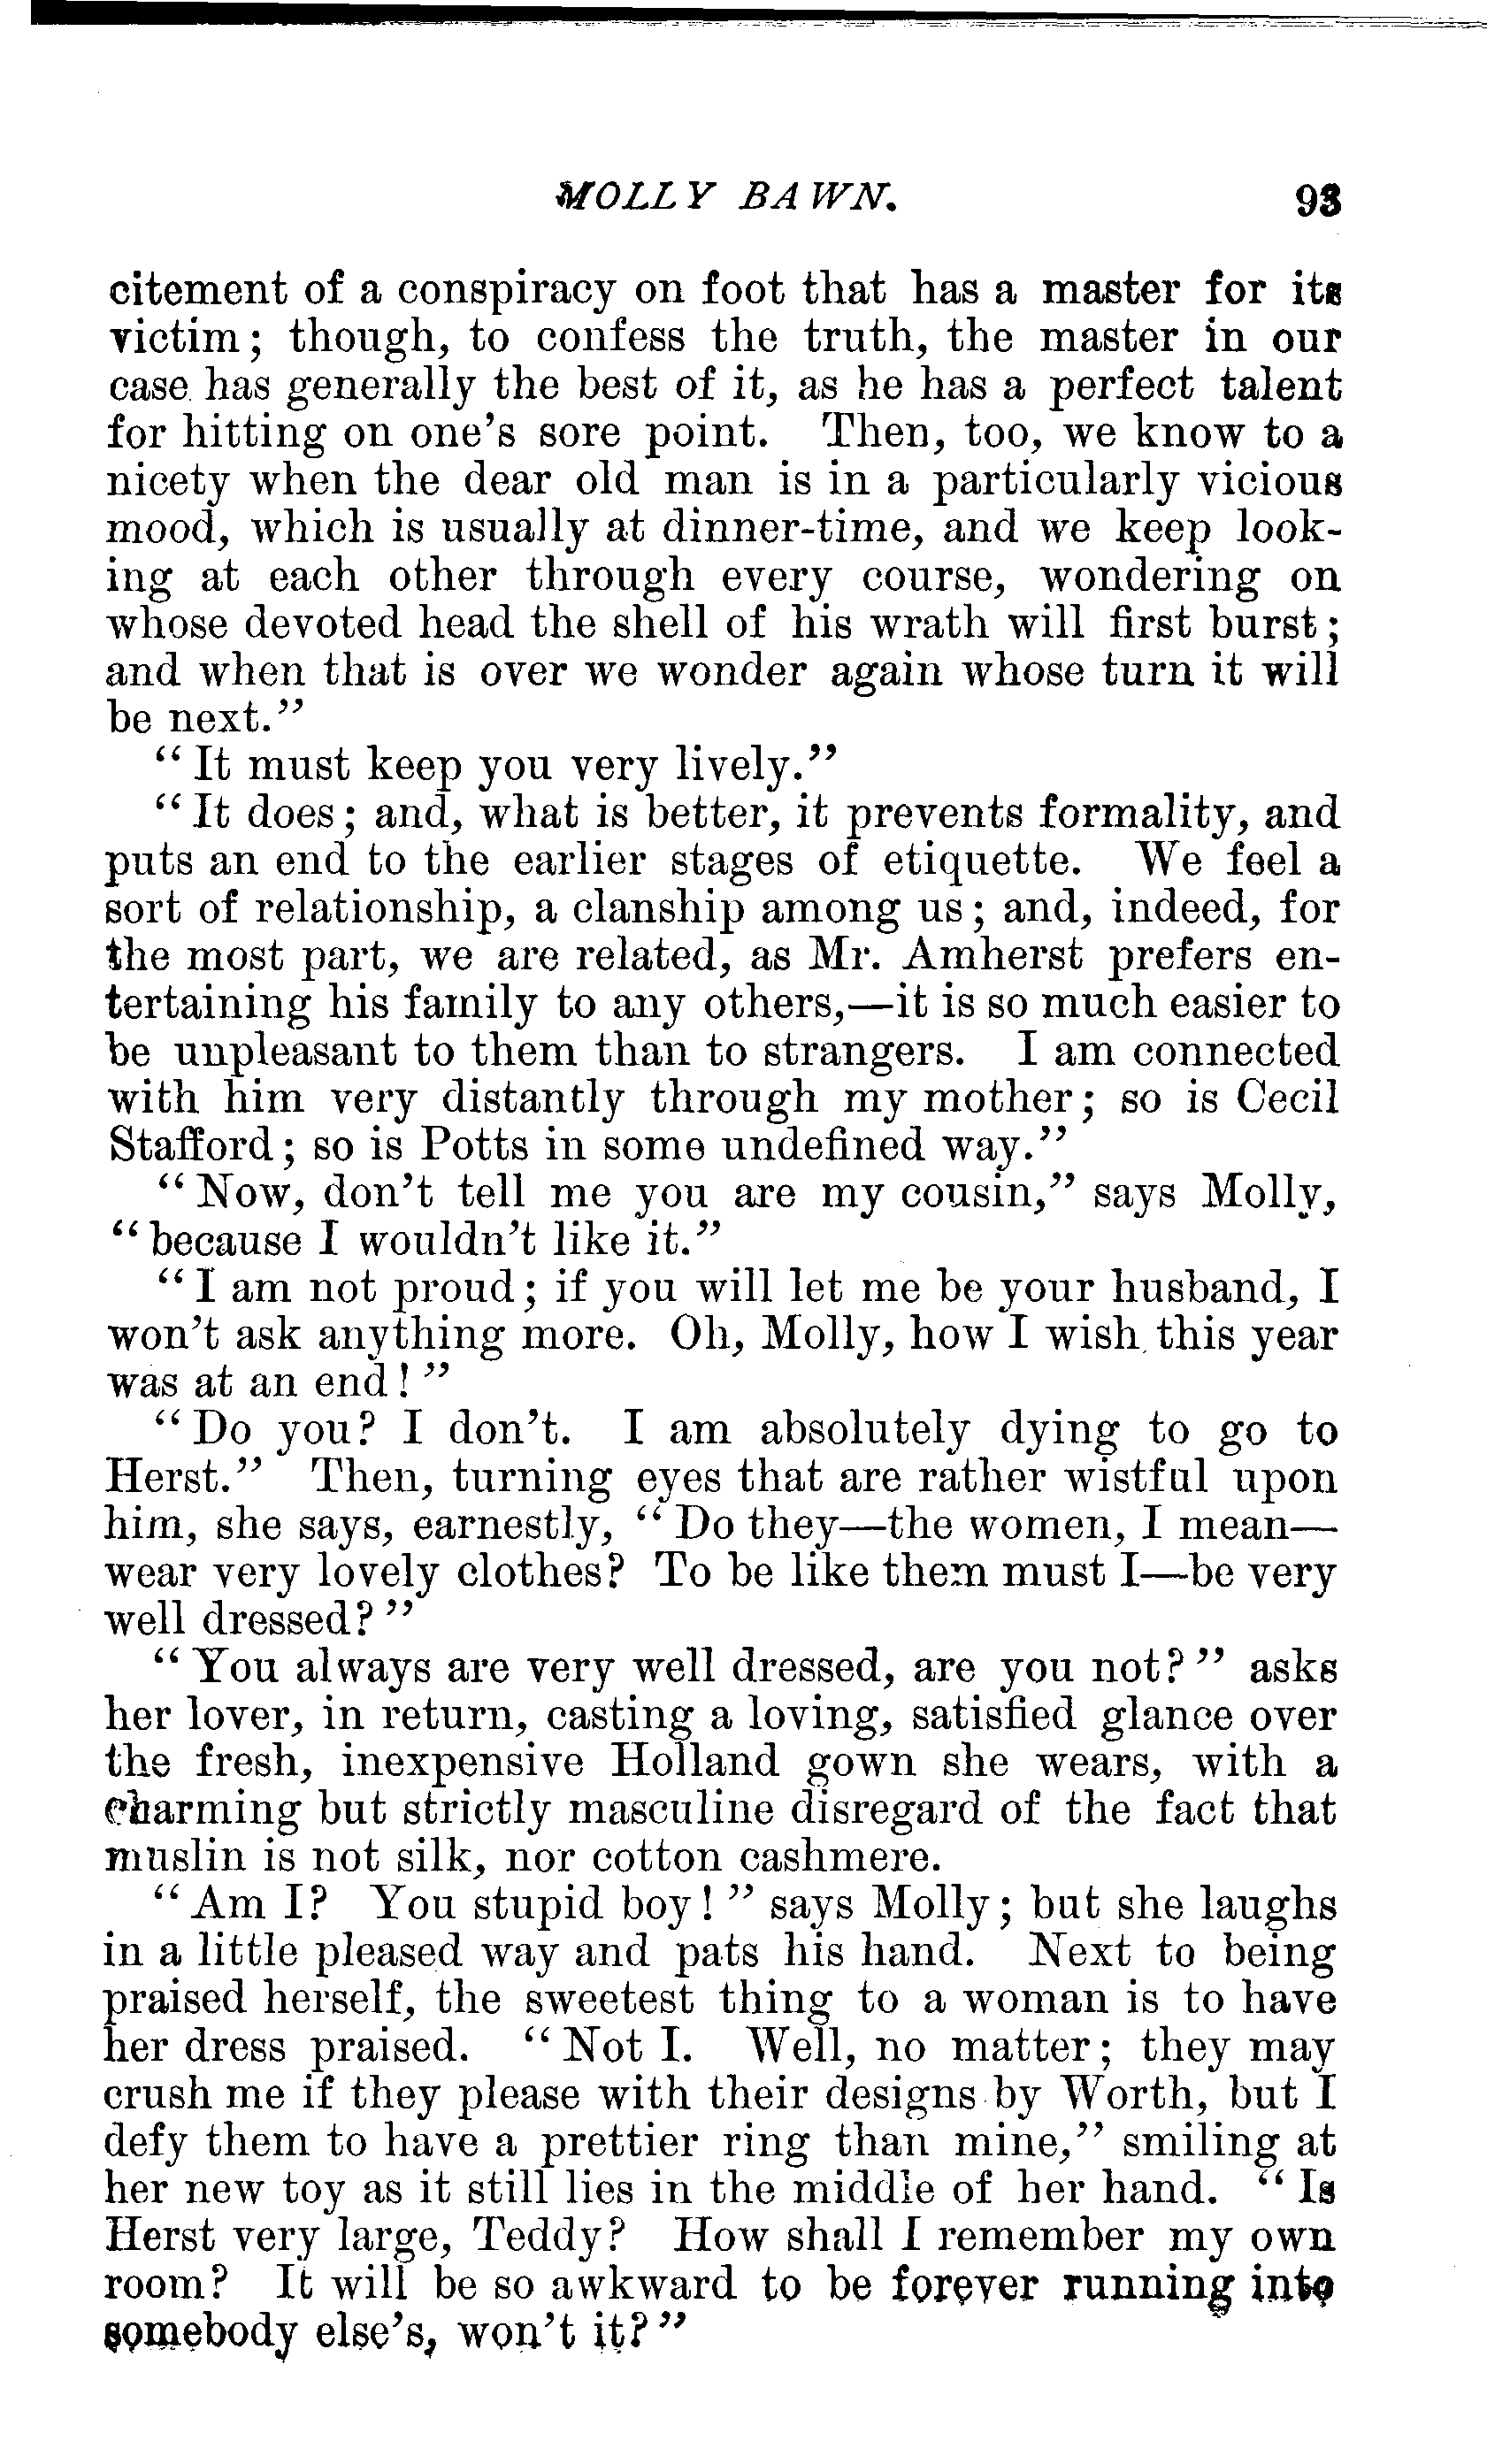 MOLLY BAWN. 93
citement of a conspiracy on foot that has a master for its
victim; though, to confess the truth, the master in our
case has generally the best of it, as he has a perfect talent
for hitting on one's sore point. Then, too, we know to a
nicety when the dear old man is in a particularly vicious
mood, which is usually at dinner-time, and we keep look-
ing at each other through every course, wondering on
whose devoted head the shell of his wrath will first burst;
and when that is over we wonder again whose turn it will
be next."
"It must keep you very lively."
"It does; and, what is better, it prevents formality, and
puts an end to the earlier stages of etiquette. We feel a
sort of relationship, a clanship among us; and, indeed, for
the most part, we are related, as Mr. Amherst prefers en-
tertaining his family to any others,—it is so much easier to
be unpleasant to them than to strangers. I am connected
with him very distantly through my mother; so is Cecil
Stafford; so is Potts in some undefined way."
"Now, don't tell me you are my cousin," says Molly,
"because I wouldn't like it."
"I am not proud; if you will let me be your husband, I
won't ask anything more. Oh, Molly, how I wish this year
was at an end!"
"Do you? I don't. I am absolutely dying to go to
Herst." Then, turning eyes that are rather wistful upon
him, she says, earnestly, "Do they—the women, I mean—
wear very lovely clothes? To be like them must I—be very
well dressed?"
"You always are very well dressed, are you not?" asks
her lover, in return, casting a loving, satisfied glance over
the fresh, inexpensive Holland gown she wears, with a
charming but strictly masculine disregard of the fact that
muslin is not silk, nor cotton cashmere.
"Am I? You stupid boy!" says Molly; but she laughs
in a little pleased way and pats his hand. Next to being
praised herself, the sweetest thing to a woman is to have
her dress praised. "Not I. Well, no matter; they may
crush me if they please with their designs by Worth, but I
defy them to have a prettier ring than mine," smiling at
her new toy as it still lies in the middle of her hand. "Is
Herst very large, Teddy? How shall I remember my own
room? It will be so awkward to be forever running into
somebody else's, won't it?"